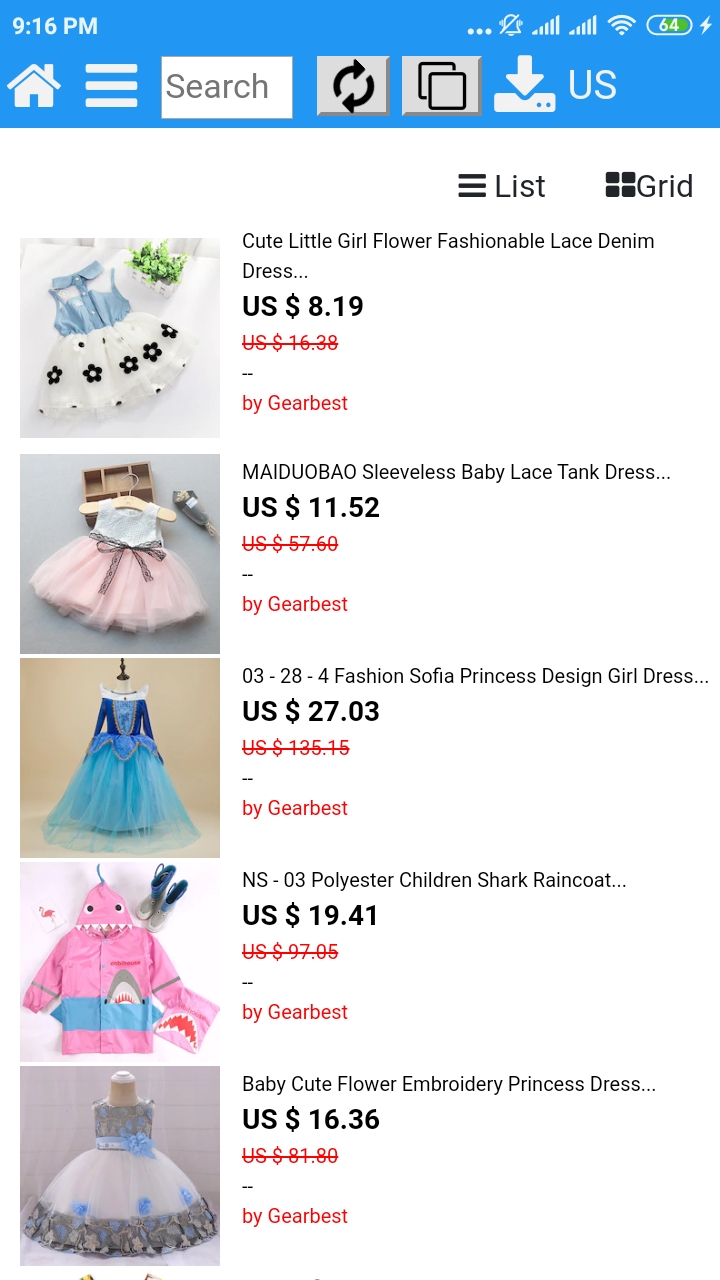 9:16 PM
64
Search
US
List
Grid
Cute Little Girl Flower Fashionable Lace Denim
Dress...
US $ 8.19
US $ 16.38
--
by Gearbest
MAIDUOBAO Sleeveless Baby Lace Tank Dress...
US $ 11.52
US $ 57.60
--
by Gearbest
03 - 28 - 4 Fashion Sofia Princess Design Girl Dress...
US $ 27.03
US $ 135.15
--
by Gearbest
NS - 03 Polyester Children Shark Raincoat...
US $ 19.41
US $ 97.05
--
by Gearbest
Baby Cute Flower Embroidery Princess Dress...
US $ 16.36
US $ 81.80
--
by Gearbest